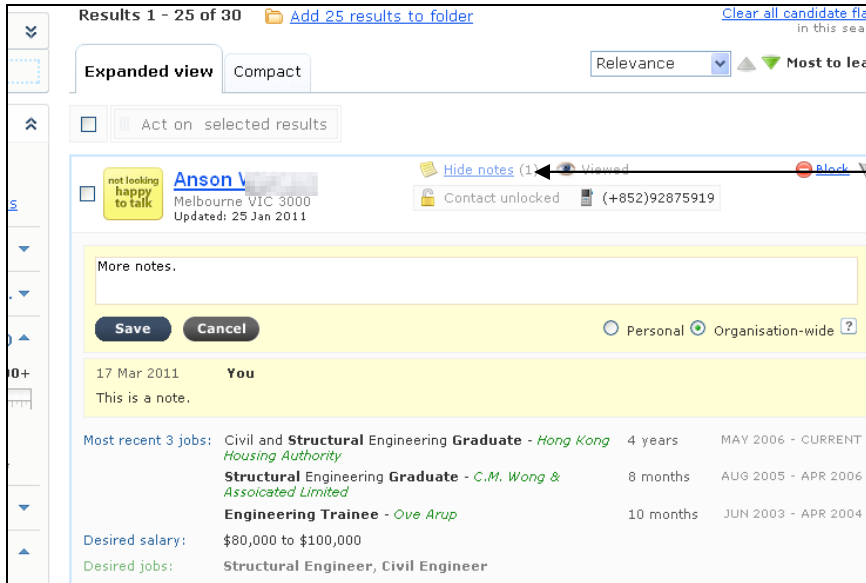 Results 1 - 25 of 30 Add 25 results to folder Clear all candidate fla
in this sea
Expanded view Compact Relevance Most to lea
Act on selected results
not looking
happy
to talk
Anson V
Melbourne VIC 3000
Updated: 25 Jan 2011
Hide notes (1) Viewed Block
Contact unlocked (+852)92875919
More notes.
Save Cancel Personal Organisation-wide ?
17 Mar 2011 You
This is a note.
Most recent 3 jobs: Civil and Structural Engineering Graduate - Hong Kong 4 years MAY 2006 - CURRENT
Housing Authority
Structural Engineering Graduate - C.M. Wong & 8 months AUG 2005 - APR 2006
Assoicated Limited
Engineering Trainee - Ove Arup 10 months JUN 2003 - APR 2004
Desired salary: $80,000 to $100,000
Desired jobs: Structural Engineer, Civil Engineer